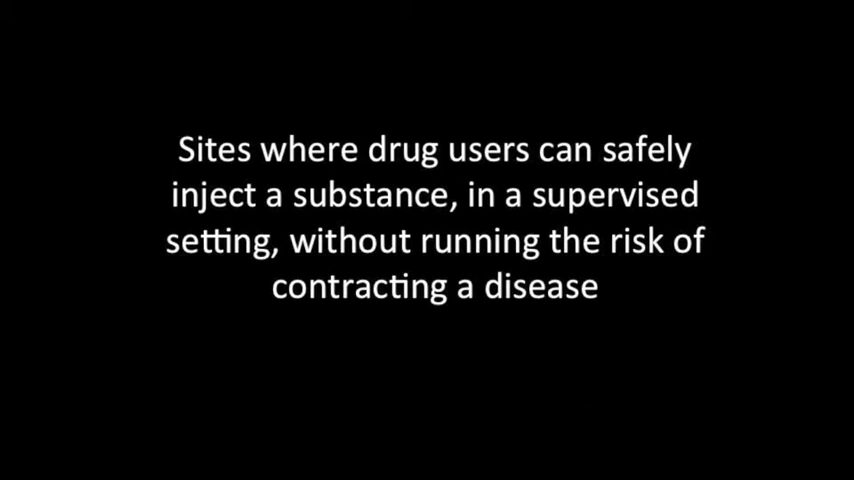 Sites where drug users can safely
inject a substance, in a supervised
setting, without running the risk of
contracting a disease